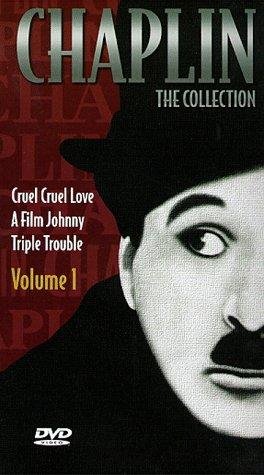 CHAPLIN
THE COLLECTION
Cruel Cruel Love
A Film Johnny
Triple Trouble
Volume 1
DVD
VIDEO